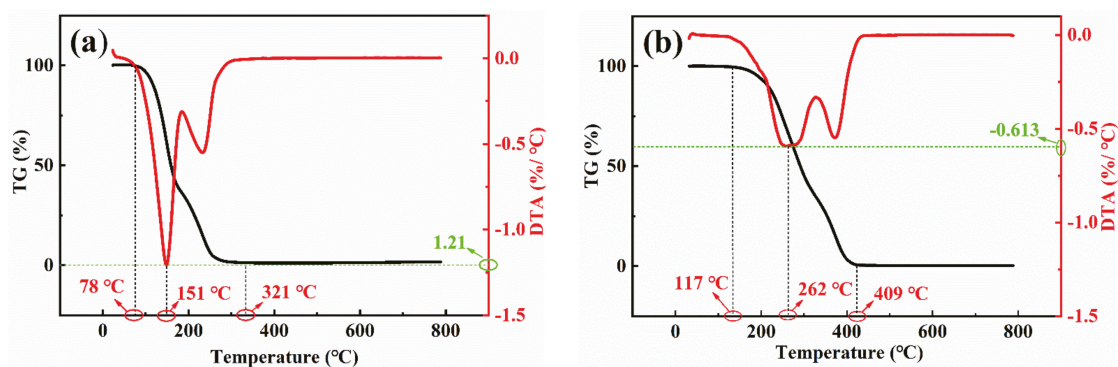 (a)
TG (%)
100
50
0
0.0
-0.5
-1.0
-1.5
DTA (%/ °C)
1.21
78 °C
151 °C
321 °C
0
200
400
600
800
Temperature (°C)
(b)
TG (%)
100
50
0
0.0
-0.5
-1.0
-1.5
DTA (%/ °C)
-0.613
117 °C
262 °C
409 °C
0
200
400
600
800
Temperature (°C)